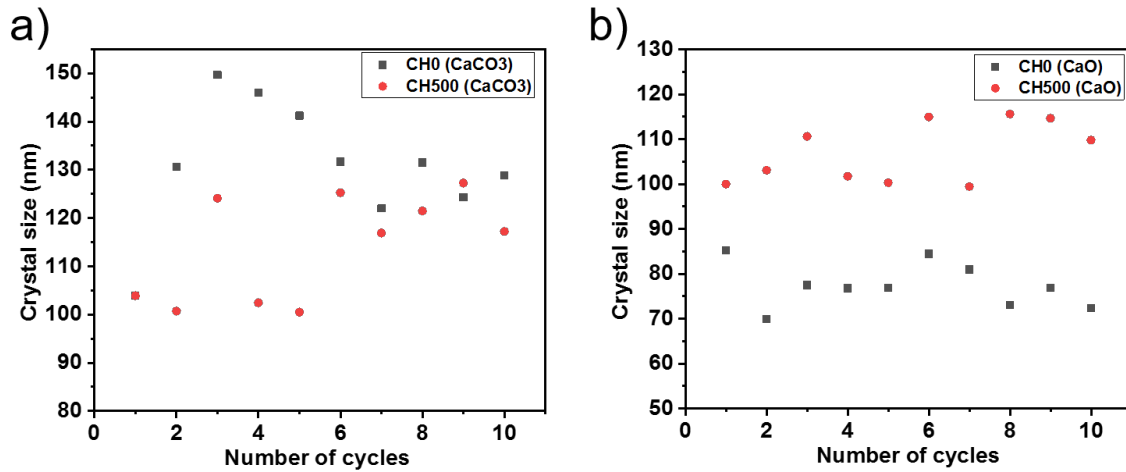 a)
CH0 (CaCO3)
CH500 (CaCO3)
Crystal size (nm)
150
140
130
120
110
100
90
80
0 2 4 6 8 10
Number of cycles
b)
CH0 (CaO)
CH500 (CaO)
Crystal size (nm)
130
120
110
100
90
80
70
60
50
0 2 4 6 8 10
Number of cycles